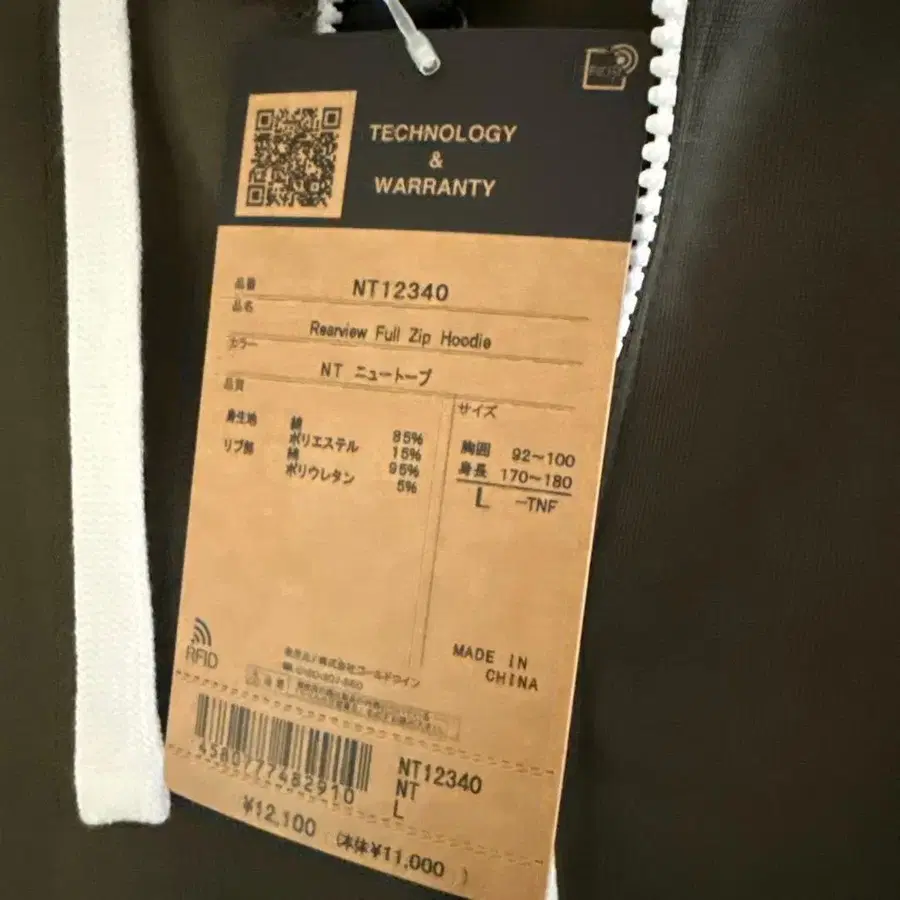 TECHNOLOGY
&
WARRANTY
品番 NT12340
品名
Rearview Full Zip Hoodie
カラー
NT ニュートープ
品質
身生地 綿 85%
ポリエステル 15%
リブ部 綿 95%
ポリウレタン 5%
サイズ
胸囲 92~100
身長 170~180
L -TNF
RFID
MADE IN
CHINA
4580777482910
NT12340
NT
L
¥12,100 (本体¥11,000)